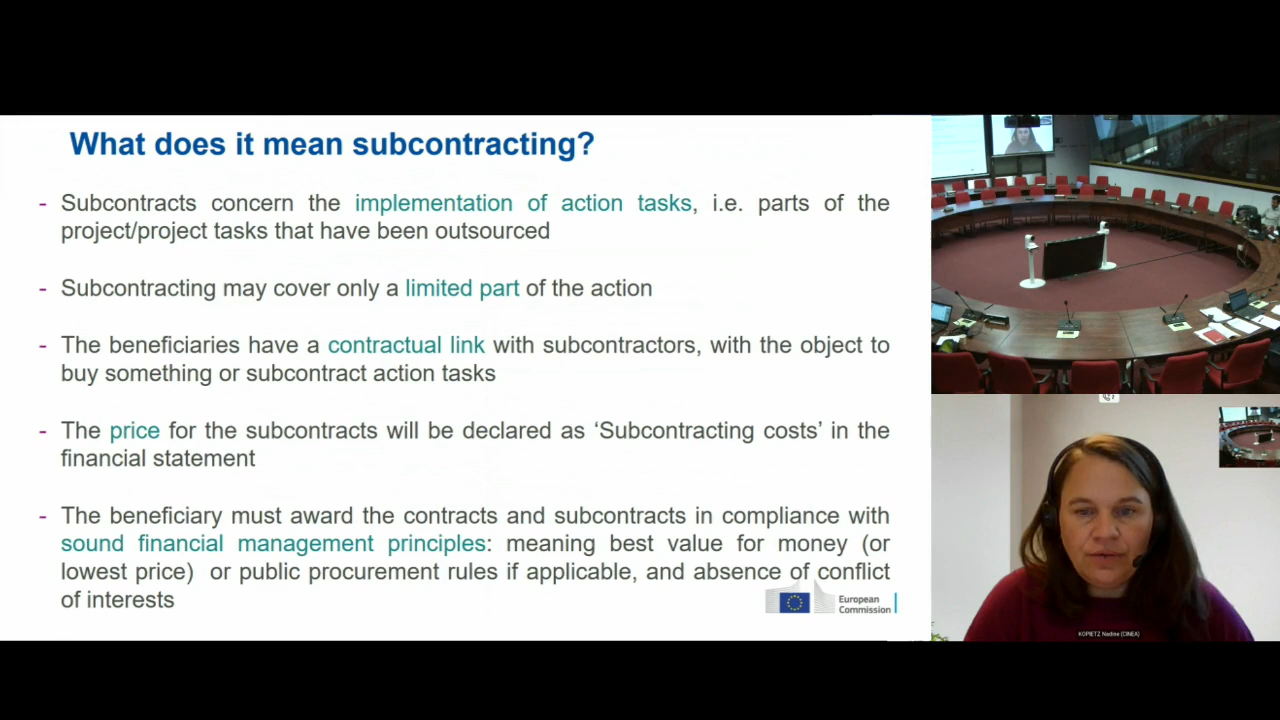 What does it mean subcontracting?
- Subcontracts concern the implementation of action tasks, i.e. parts of the
project/project tasks that have been outsourced
- Subcontracting may cover only a limited part of the action
- The beneficiaries have a contractual link with subcontractors, with the object to
buy something or subcontract action tasks
- The price for the subcontracts will be declared as ‘Subcontracting costs’ in the
financial statement
- The beneficiary must award the contracts and subcontracts in compliance with
sound financial management principles: meaning best value for money (or
lowest price) or public procurement rules if applicable, and absence of conflict
of interests
European
Commission
KOPIETZ Nadine (CINEA)